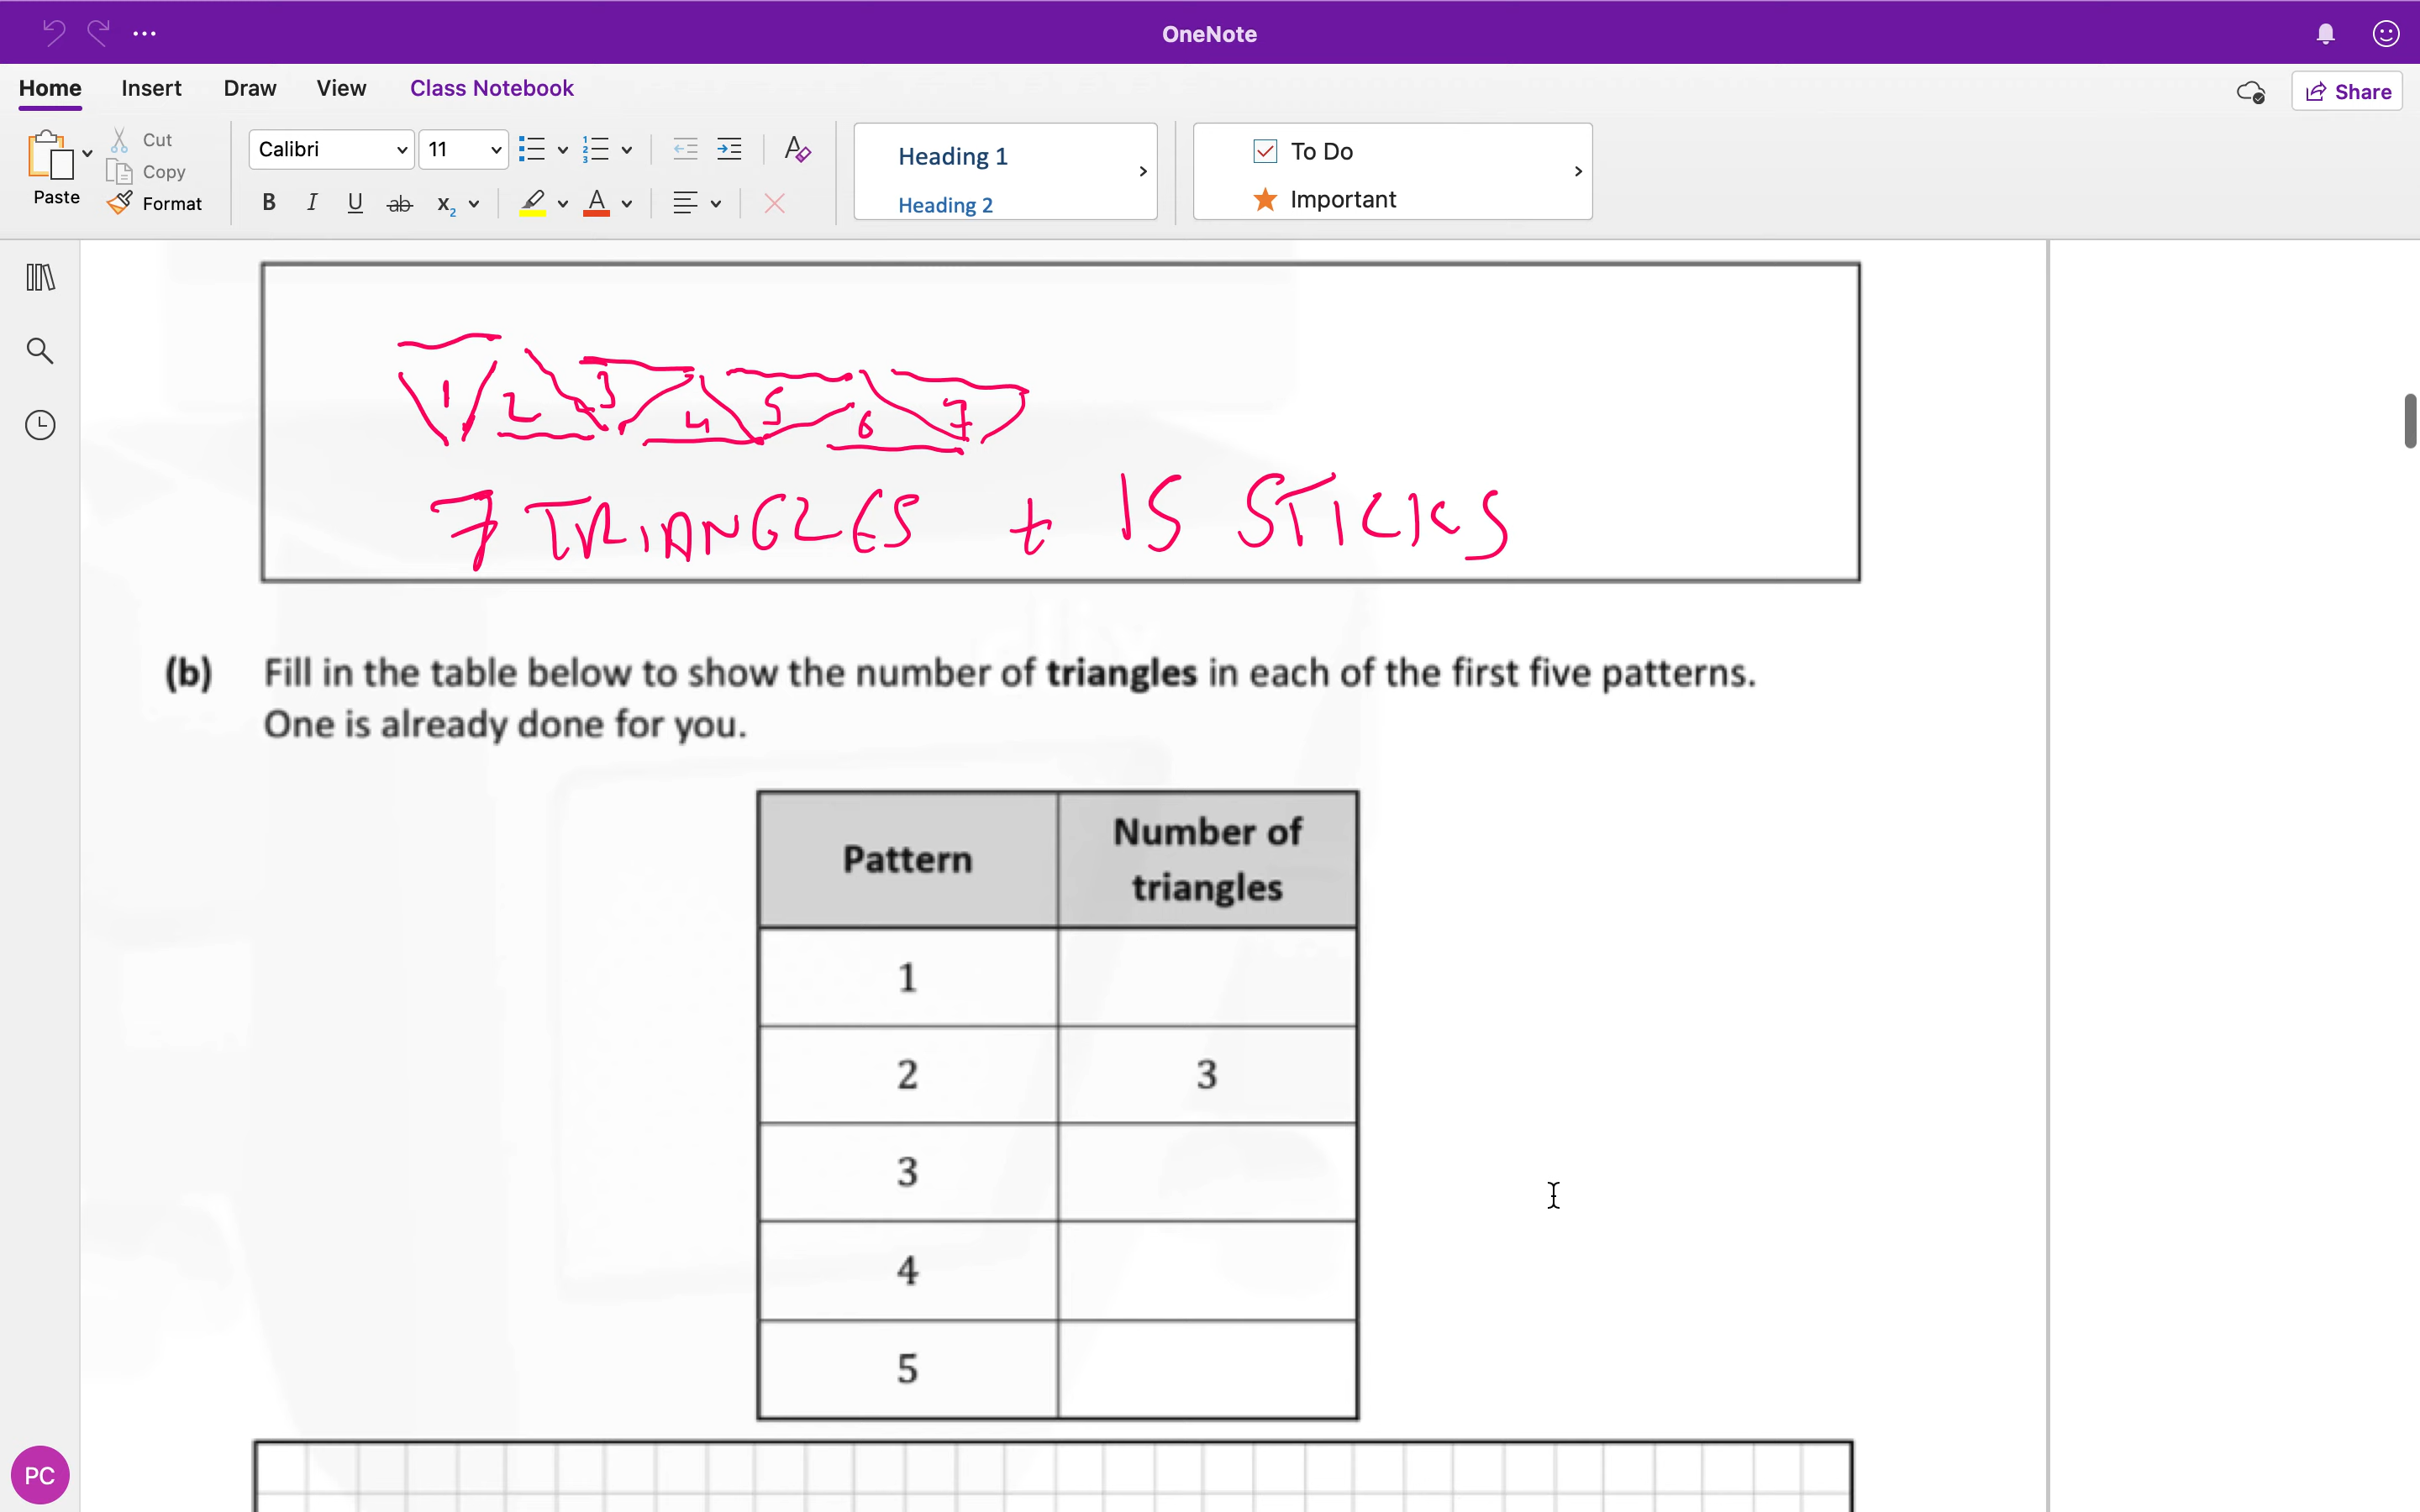 OneNote
Home Insert Draw View Class Notebook Share
Cut
Copy
Paste Format
Calibri 11
B I U ab x₂ A
Heading 1
Heading 2
To Do
Important
1 2 3 4 5 6 7
7 TRIANGLES + 15 STICKS
(b) Fill in the table below to show the number of triangles in each of the first five patterns.
One is already done for you.
Pattern Number of
triangles
1
2 3
3
4
5
PC